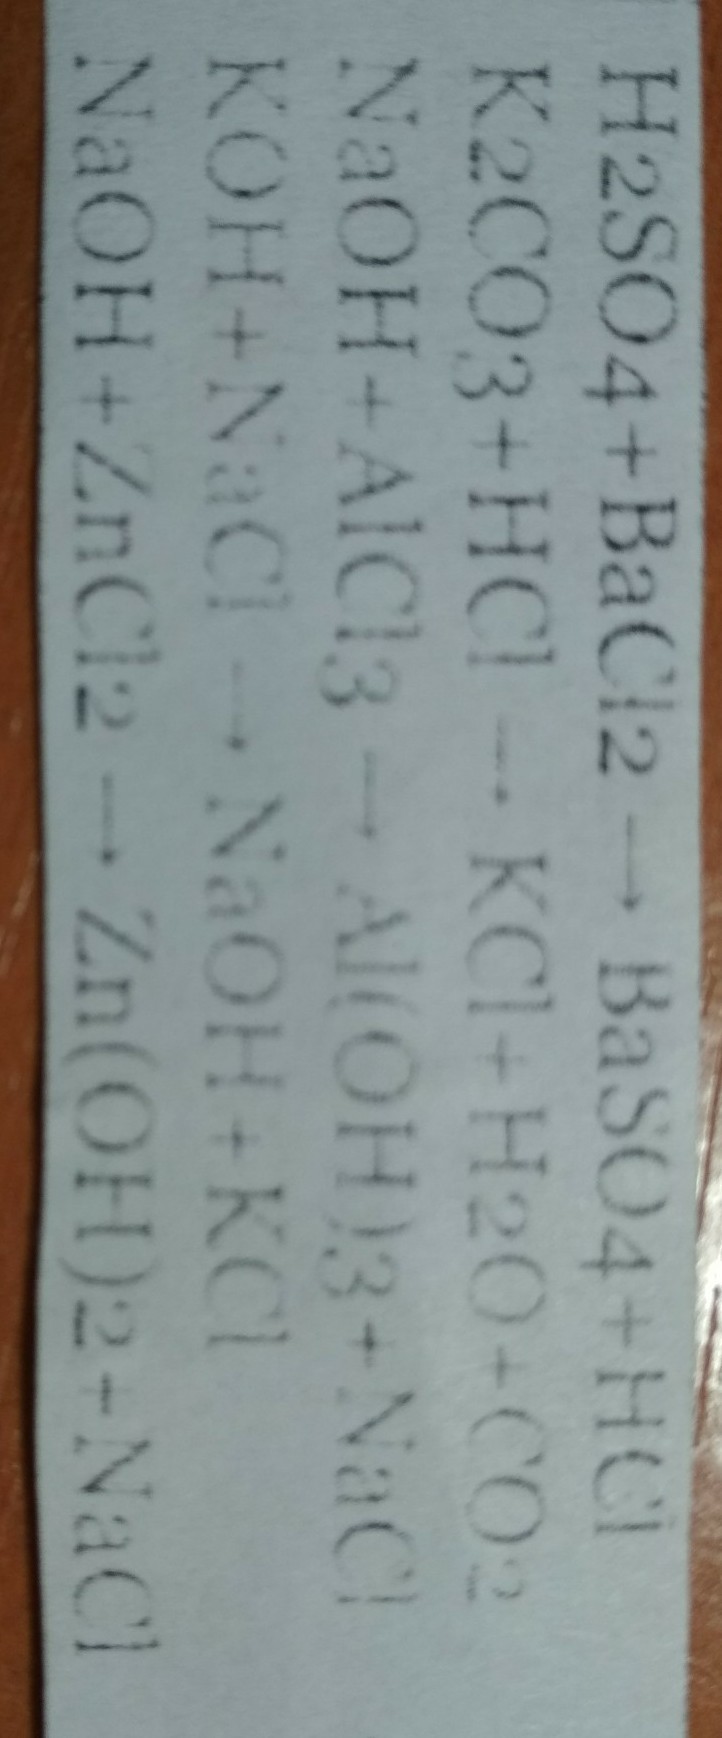 H2SO4+BaCl2 → BaSO4+HCl
K2CO3+HCl → KCl+H2O+CO2
NaOH+AlCl3 → Al(OH)3+NaCl
KOH+NaCl → NaOH+KCl
NaOH+ZnCl2 → Zn(OH)2+NaCl